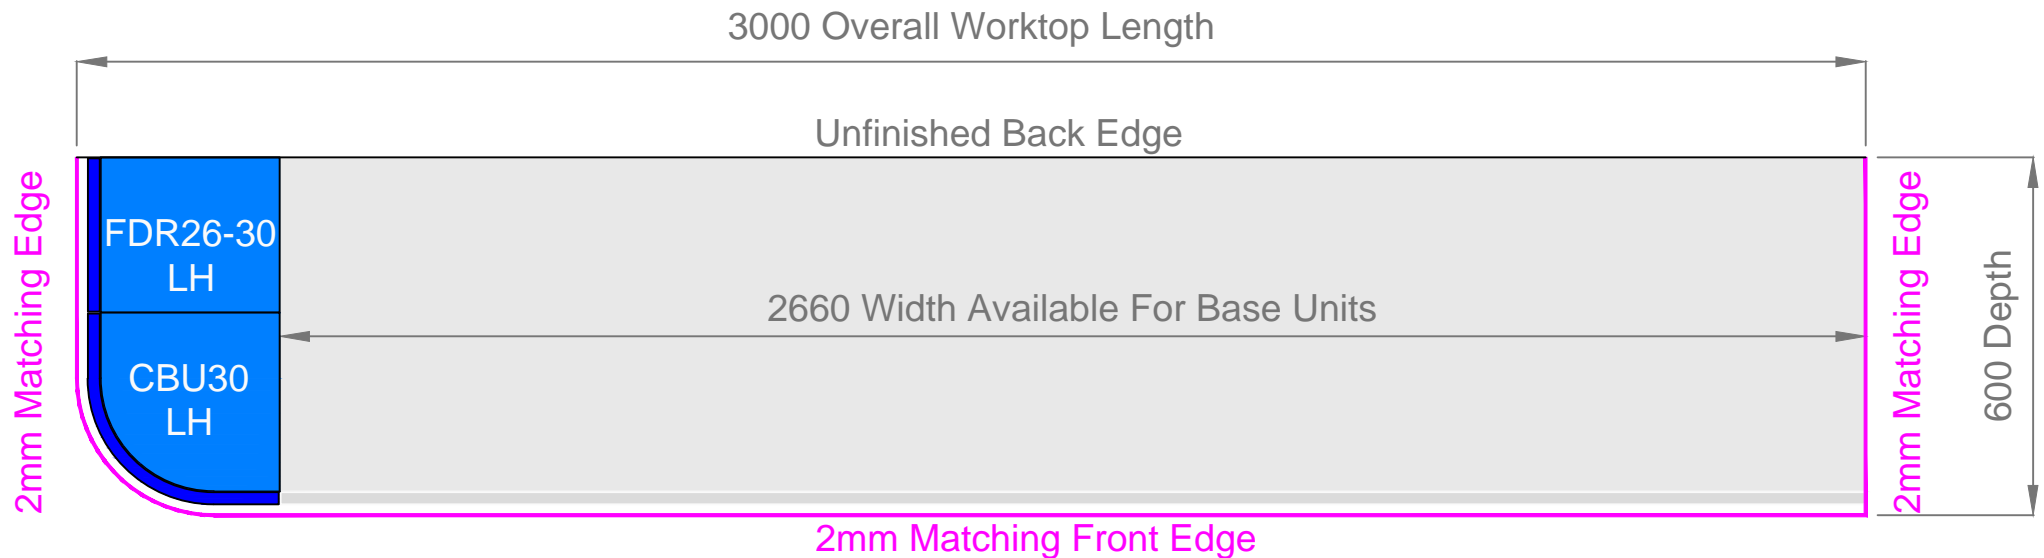 3000 Overall Worktop Length
Unfinished Back Edge
2mm Matching Edge
FDR26-30
LH
2660 Width Available For Base Units
CBU30
LH
2mm Matching Edge
600 Depth
2mm Matching Front Edge